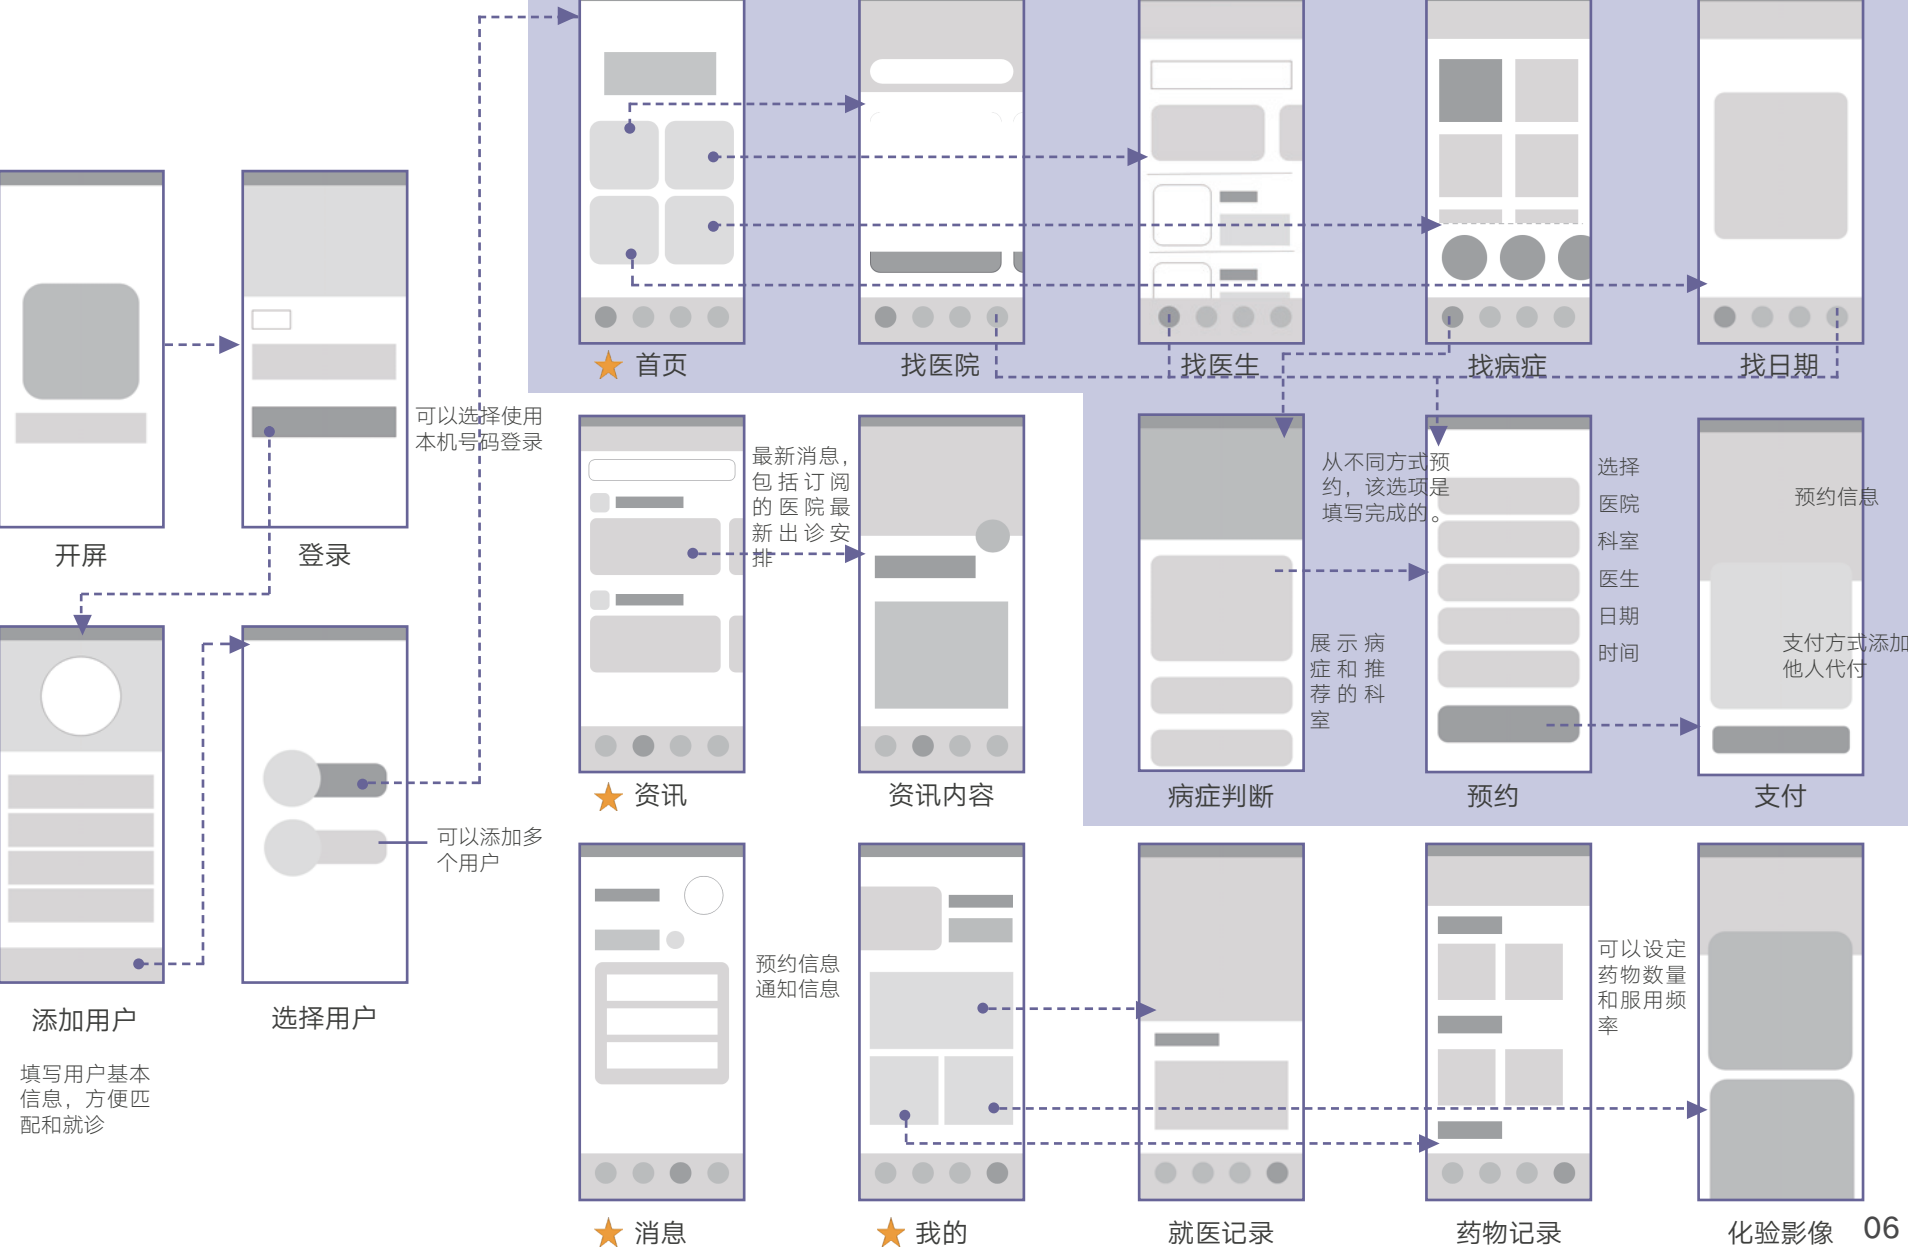 首页
找医院
找医生
找病症
找日期
可以选择使用
本机号码登录
开屏
登录
最新消息，
包括订阅
的医院最
新出诊安
排
从不同方式预
约，该选项是
填写完成的。
选择
医院
科室
医生
日期
时间
预约信息
支付方式添加
他人代付
展示病
症和推
荐的科
室
资讯
资讯内容
病症判断
预约
支付
可以添加多
个用户
添加用户
选择用户
填写用户基本
信息，方便匹
配和就诊
预约信息
通知信息
可以设定
药物数量
和服用频
率
消息
我的
就医记录
药物记录
化验影像
06